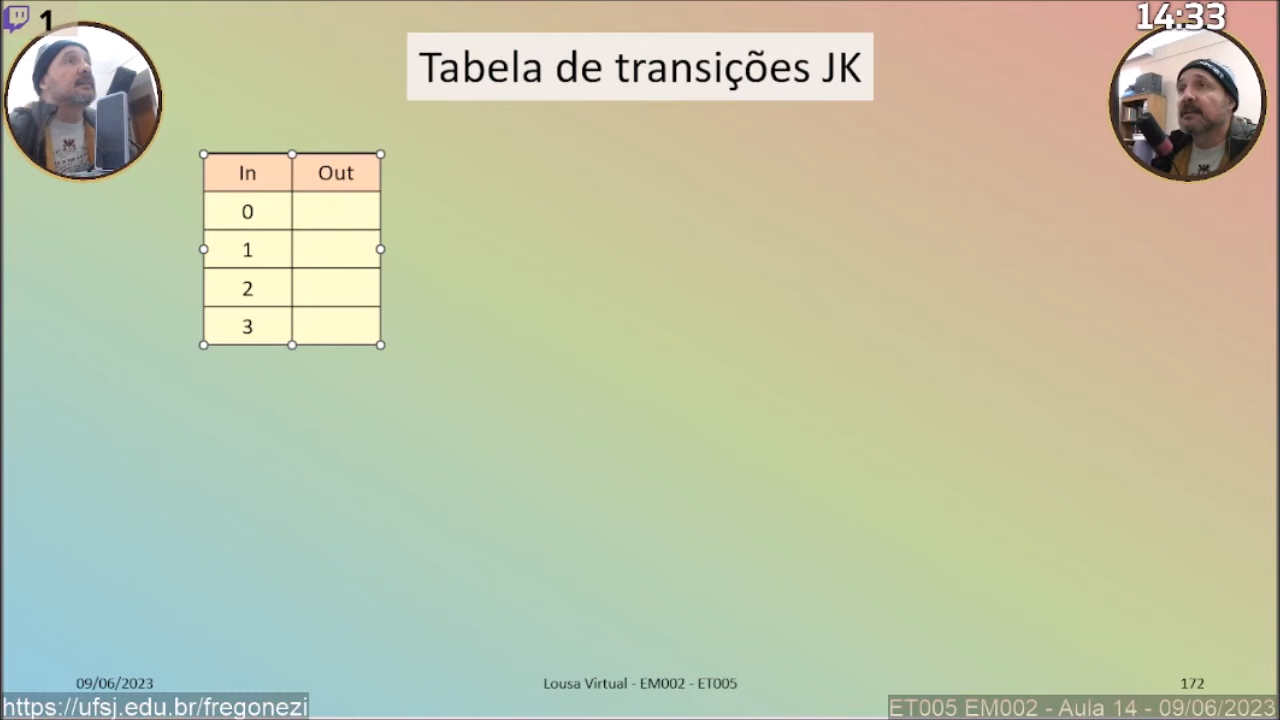 1
14:33
Tabela de transições JK
In Out
0
1
2
3
09/06/2023 Lousa Virtual - EM002 - ET005 172
https://ufsj.edu.br/fregonezi ET005 EM002 - Aula 14 - 09/06/2023